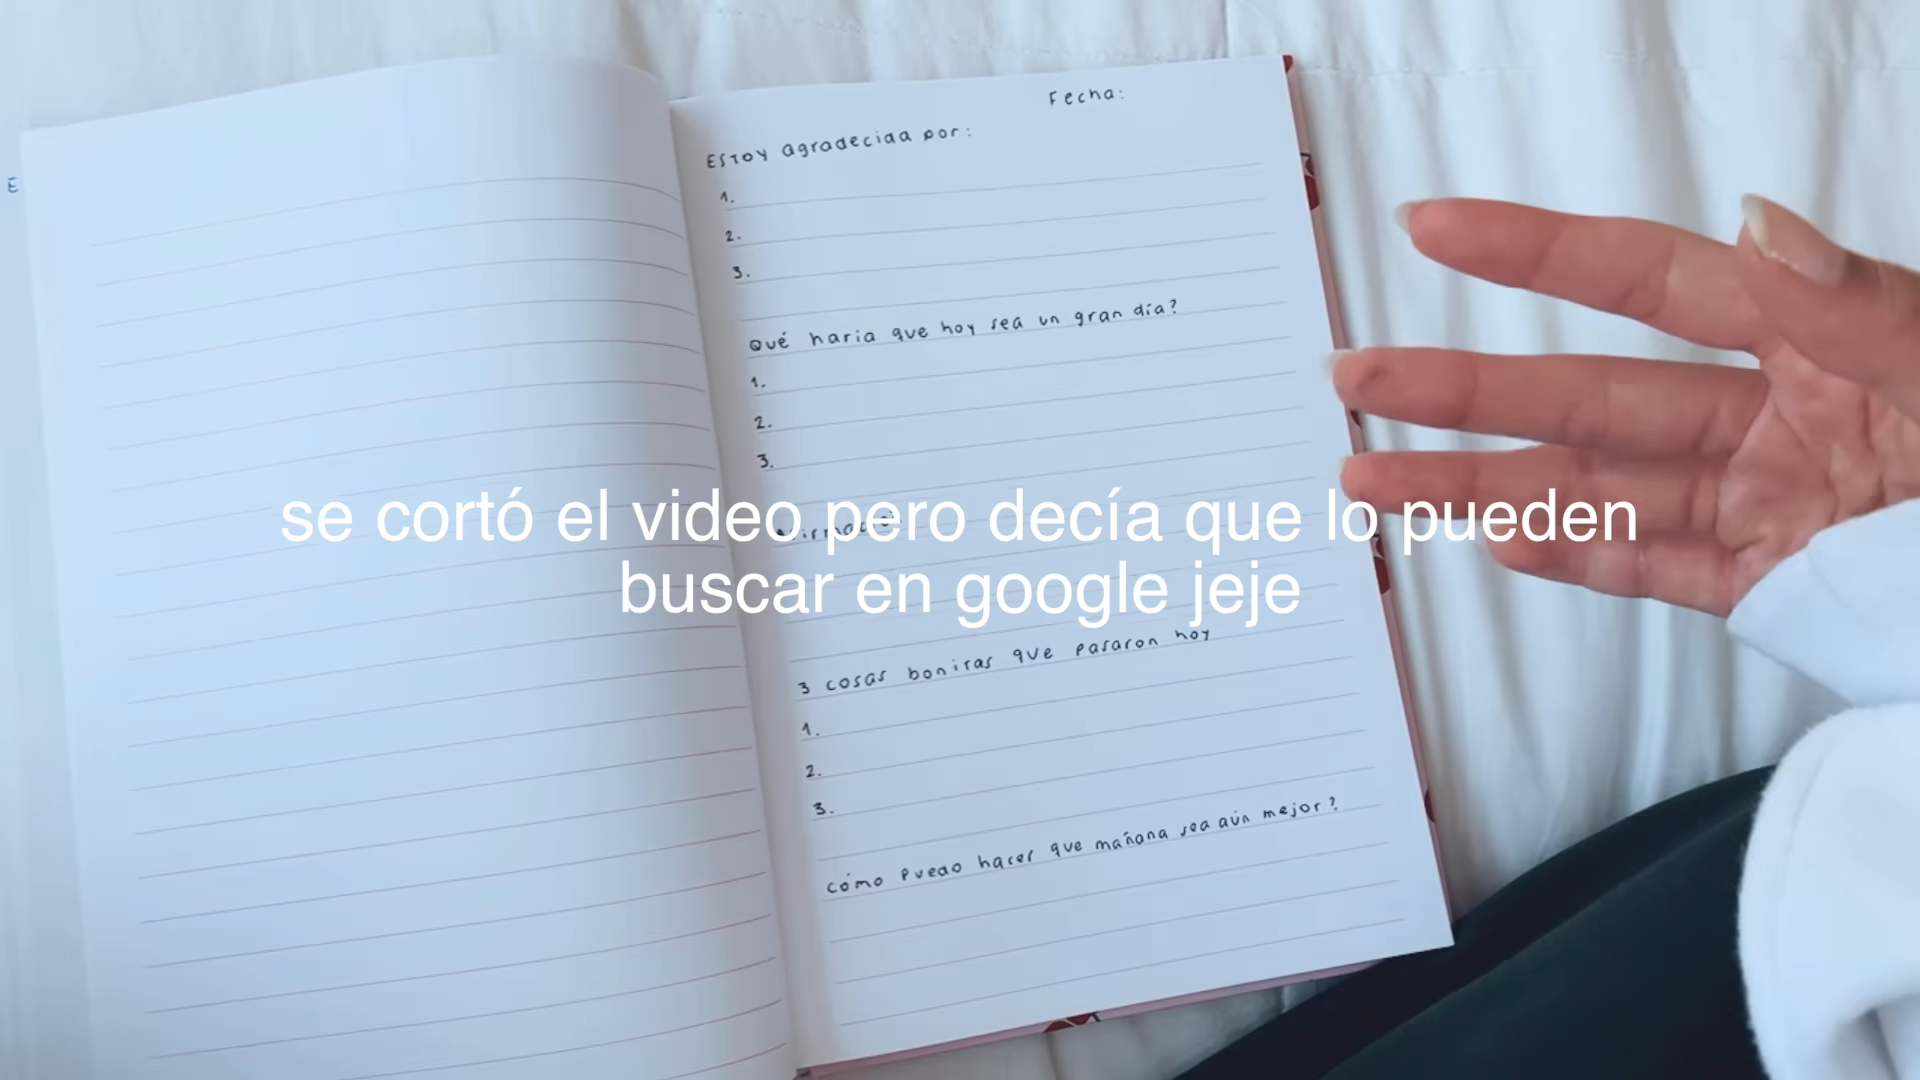 Fecha:
Estoy agradecida por:
1.
2.
3.
Qué haria que hoy sea un gran día?
1.
2.
3.
se cortó el video pero decía que lo pueden
buscar en google jeje
3 cosas bonitas que pasaron hoy
1.
2.
3.
cómo puedo hacer que mañana sea aún mejor?
E